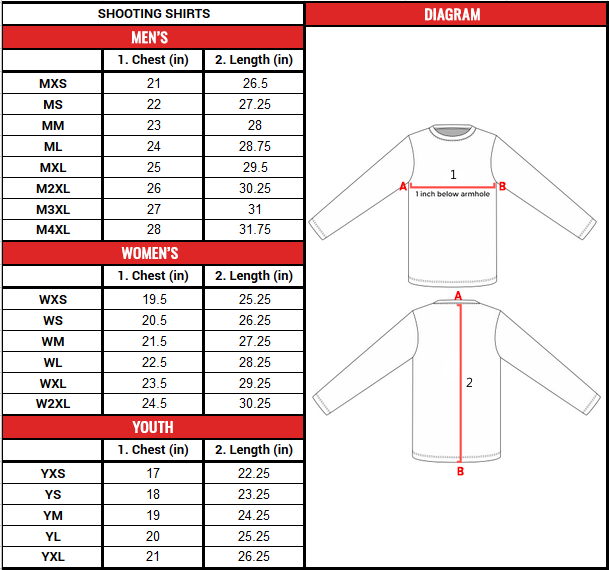 SHOOTING SHIRTS
MEN'S
1. Chest (in) 2. Length (in)
MXS 21 26.5
MS 22 27.25
MM 23 28
ML 24 28.75
MXL 25 29.5
M2XL 26 30.25
M3XL 27 31
M4XL 28 31.75
WOMEN'S
1. Chest (in) 2. Length (in)
WXS 19.5 25.25
WS 20.5 26.25
WM 21.5 27.25
WL 22.5 28.25
WXL 23.5 29.25
W2XL 24.5 30.25
YOUTH
1. Chest (in) 2. Length (in)
YXS 17 22.25
YS 18 23.25
YM 19 24.25
YL 20 25.25
YXL 21 26.25
DIAGRAM
1
A B
1 inch below armhole
A
2
B